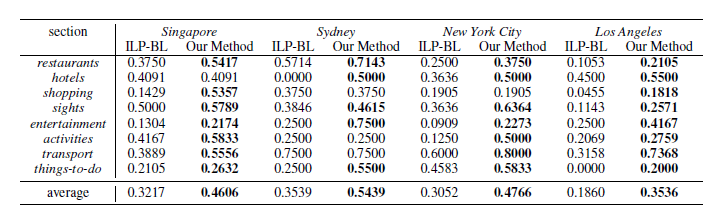 section Singapore Sydney New York City Los Angeles
ILP-BL Our Method ILP-BL Our Method ILP-BL Our Method ILP-BL Our Method
restaurants 0.3750 0.5417 0.5714 0.7143 0.2500 0.3750 0.1053 0.2105
hotels 0.4091 0.4091 0.0000 0.5000 0.3636 0.5000 0.4500 0.5500
shopping 0.1429 0.5357 0.3750 0.3750 0.1905 0.1905 0.0455 0.1818
sights 0.5000 0.5789 0.3846 0.4615 0.3636 0.6364 0.1143 0.2571
entertainment 0.1304 0.2174 0.2500 0.7500 0.0909 0.2273 0.2500 0.4167
activities 0.4167 0.5833 0.2500 0.2500 0.1250 0.5000 0.2069 0.2759
transport 0.3889 0.5556 0.7500 0.7500 0.6000 0.8000 0.3158 0.7368
things-to-do 0.2105 0.2632 0.2500 0.5500 0.4583 0.5833 0.0000 0.2000
average 0.3217 0.4606 0.3539 0.5439 0.3052 0.4766 0.1860 0.3536